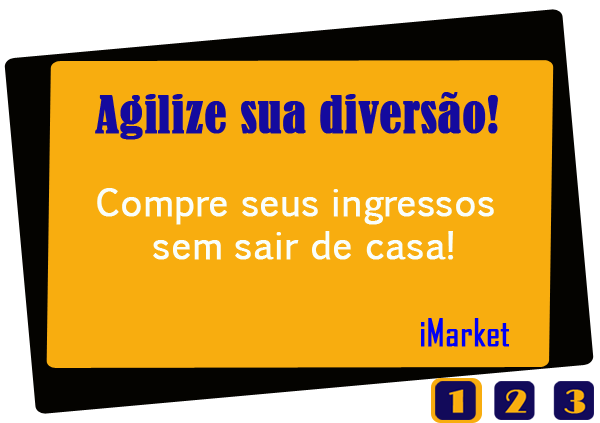 Agilize sua diversão!
Compre seus ingressos
sem sair de casa!
iMarket
1 2 3